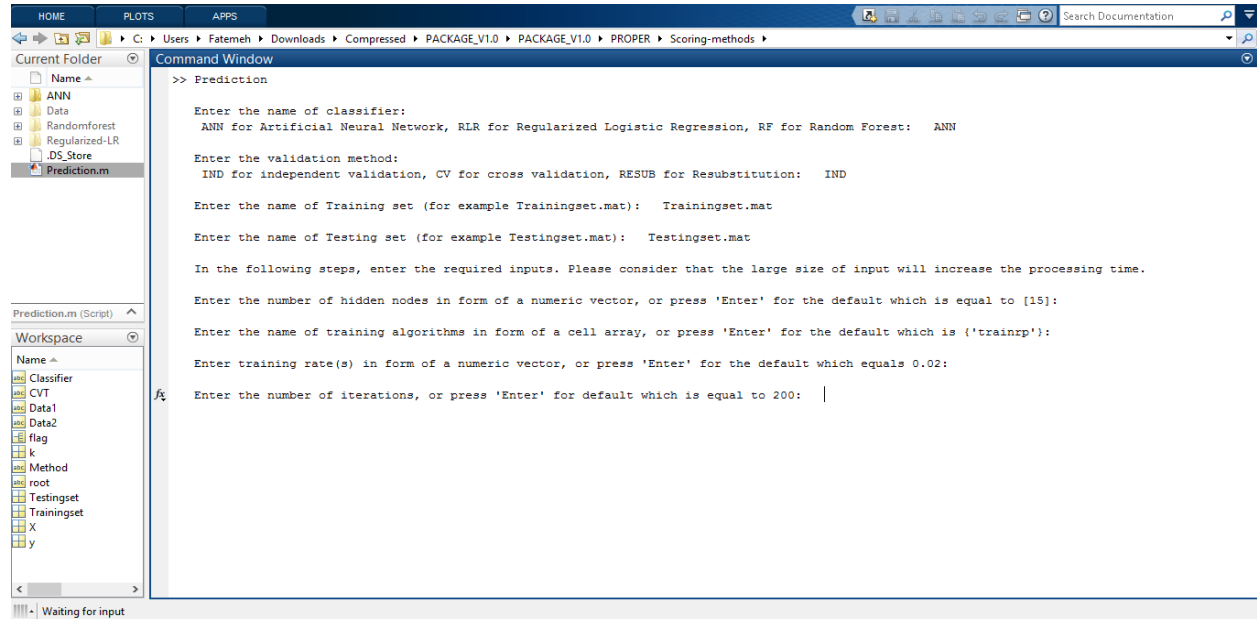 HOME PLOTS APPS Search Documentation
C: Users Fatemeh Downloads Compressed PACKAGE_V1.0 PACKAGE_V1.0 PROPER Scoring-methods
Current Folder
Name
ANN
Data
Randomforest
Regularized-LR
.DS_Store
Prediction.m
Prediction.m (Script)
Workspace
Name
Classifier
CVT
Data1
Data2
flag
k
Method
root
Testingset
Trainingset
X
y
Command Window
>> Prediction
Enter the name of classifier:
ANN for Artificial Neural Network, RLR for Regularized Logistic Regression, RF for Random Forest: ANN
Enter the validation method:
IND for independent validation, CV for cross validation, RESUB for Resubstitution: IND
Enter the name of Training set (for example Trainingset.mat): Trainingset.mat
Enter the name of Testing set (for example Testingset.mat): Testingset.mat
In the following steps, enter the required inputs. Please consider that the large size of input will increase the processing time.
Enter the number of hidden nodes in form of a numeric vector, or press 'Enter' for the default which is equal to [15]:
Enter the name of training algorithms in form of a cell array, or press 'Enter' for the default which is {'trainrp'}:
Enter training rate(s) in form of a numeric vector, or press 'Enter' for the default which equals 0.02:
fx Enter the number of iterations, or press 'Enter' for default which is equal to 200:
Waiting for input